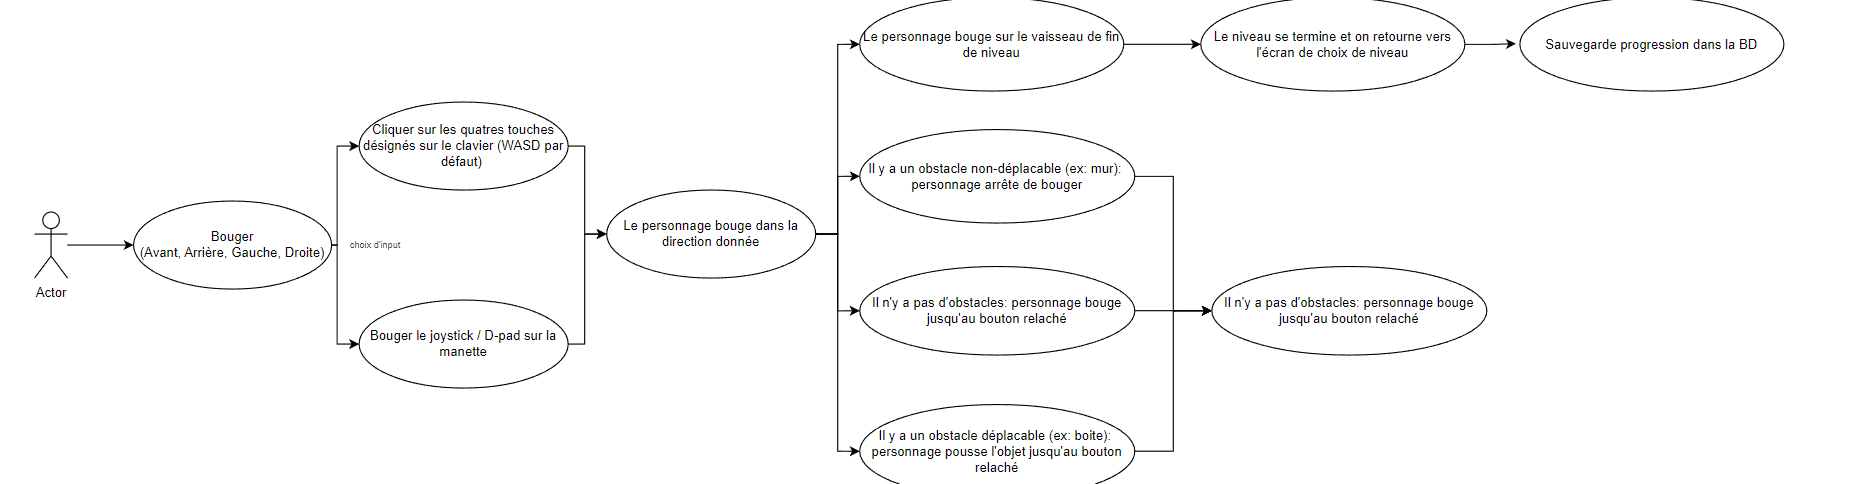 Actor
Bouger
(Avant, Arrière, Gauche, Droite)
choix d'input
Cliquer sur les quatres touches
désignés sur le clavier (WASD par
défaut)
Bouger le joystick / D-pad sur la
manette
Le personnage bouge dans la
direction donnée
Le personnage bouge sur le vaisseau de fin
de niveau
Le niveau se termine et on retourne vers
l'écran de choix de niveau
Sauvegarde progression dans la BD
Il y a un obstacle non-déplacable (ex: mur):
personnage arrête de bouger
Il n'y a pas d'obstacles: personnage bouge
jusqu'au bouton relaché
Il n'y a pas d'obstacles: personnage bouge
jusqu'au bouton relaché
Il y a un obstacle déplacable (ex: boite):
personnage pousse l'objet jusqu'au bouton
relaché